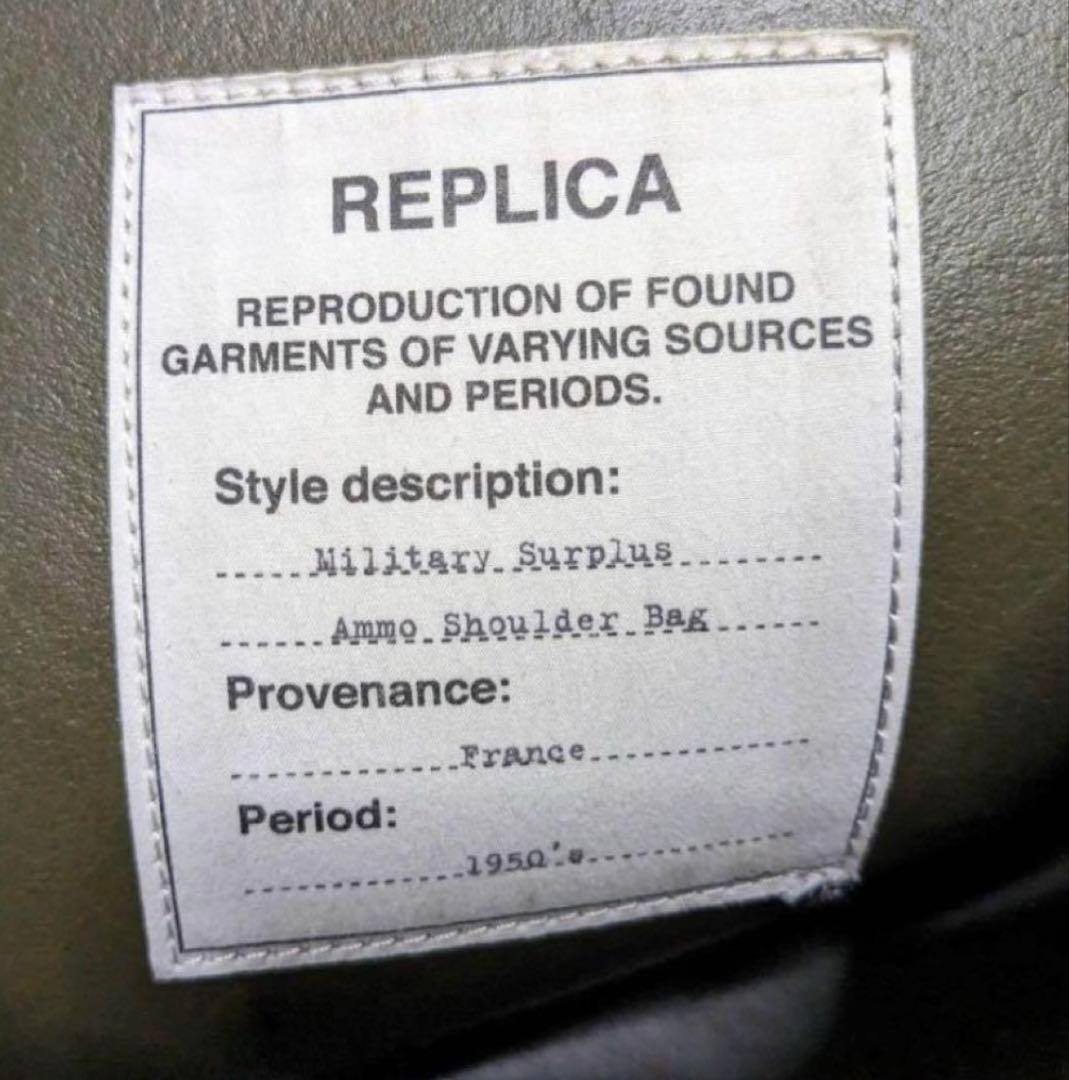 REPLICA
REPRODUCTION OF FOUND
GARMENTS OF VARYING SOURCES
AND PERIODS.
Style description:
Military Surplus
Ammo Shoulder Bag
Provenance:
France
Period:
1950's